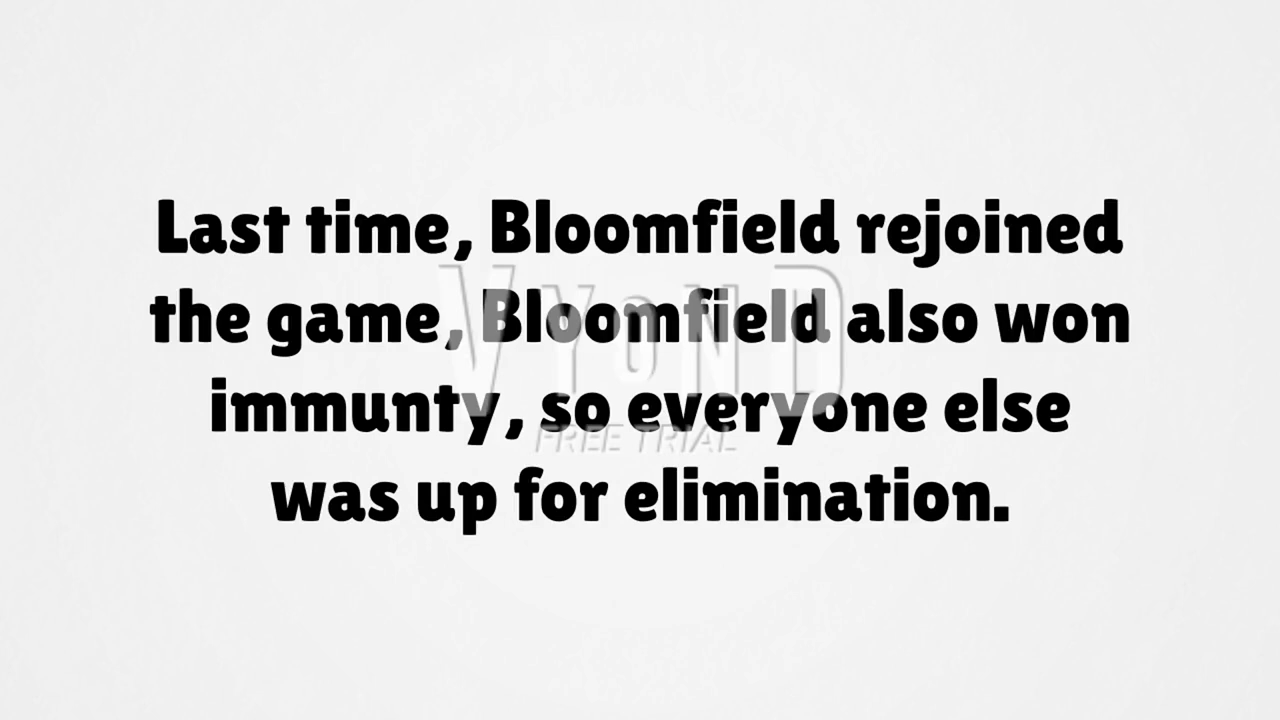 Last time, Bloomfield rejoined
the game, Bloomfield also won
immunty, so everyone else
was up for elimination.
VYOND
FREE TRIAL